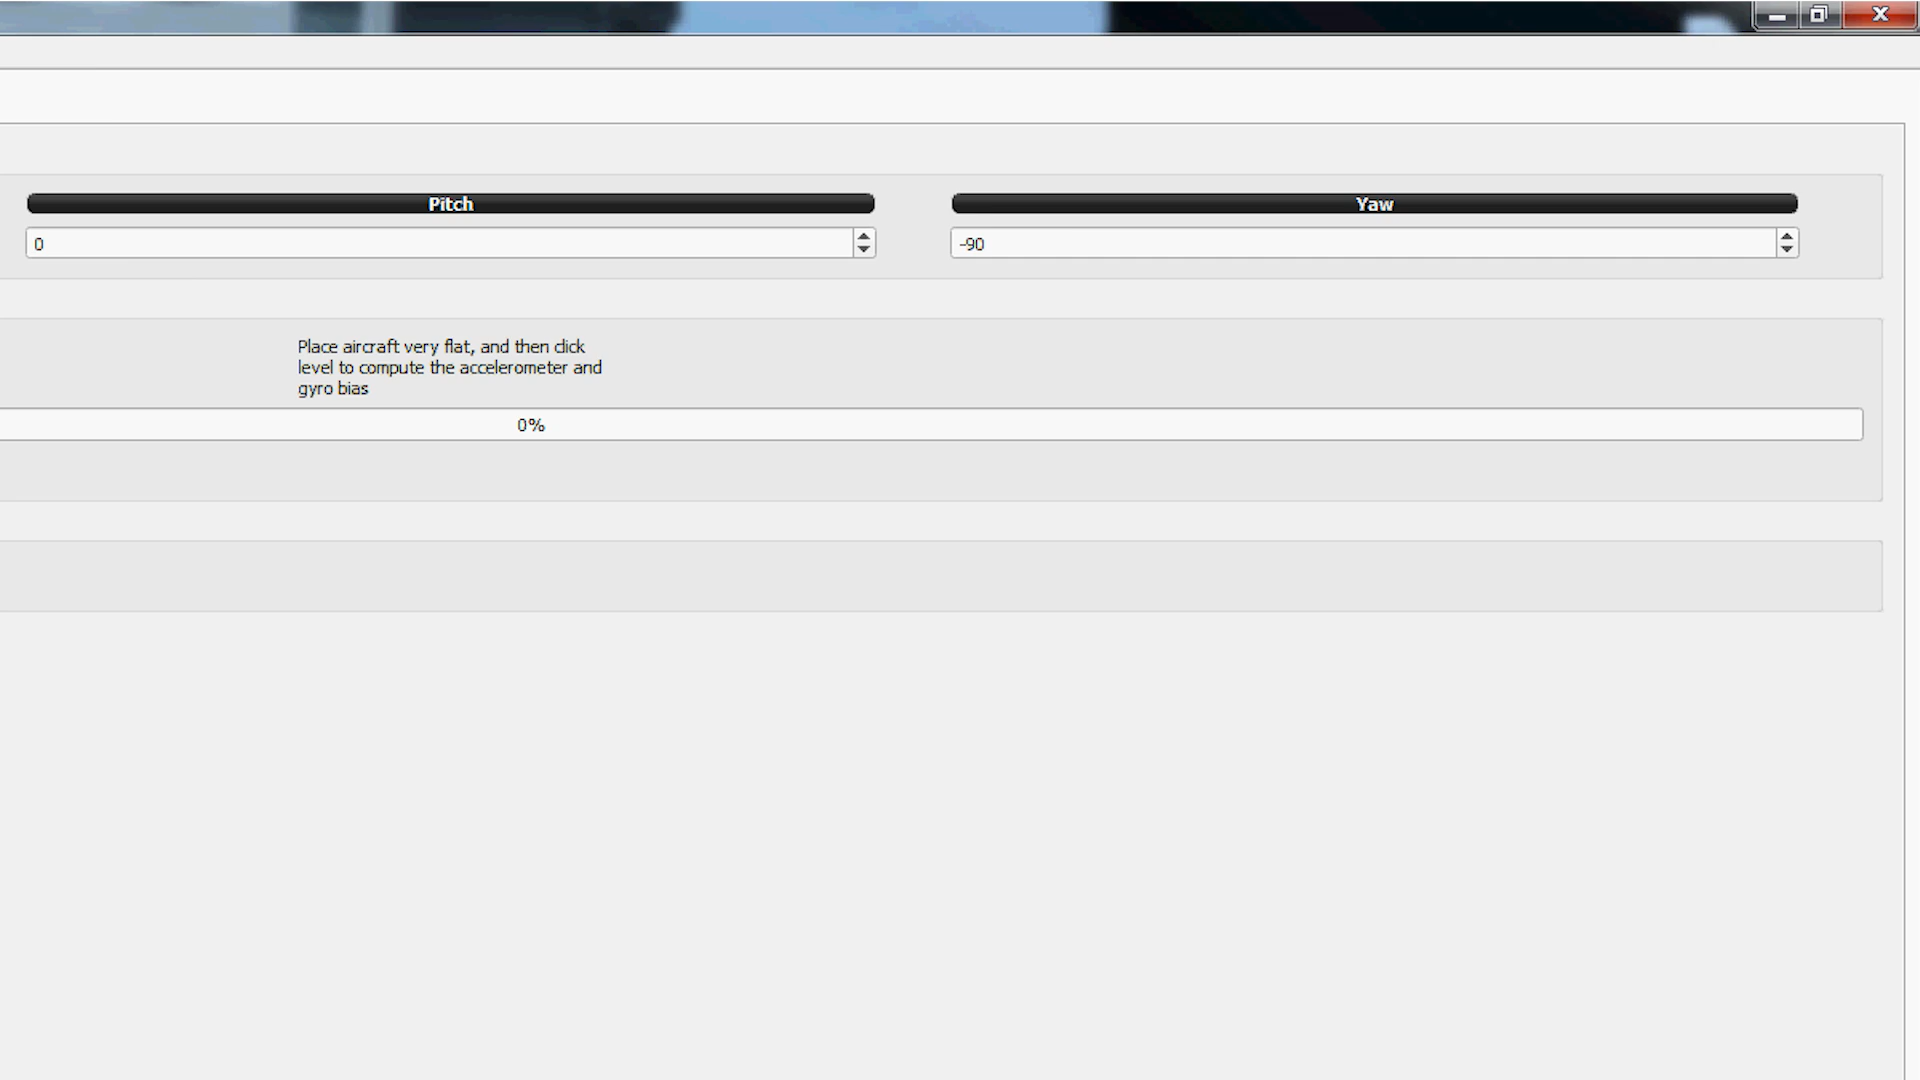 Pitch
Yaw
0
-90
Place aircraft very flat, and then click
level to compute the accelerometer and
gyro bias
0%